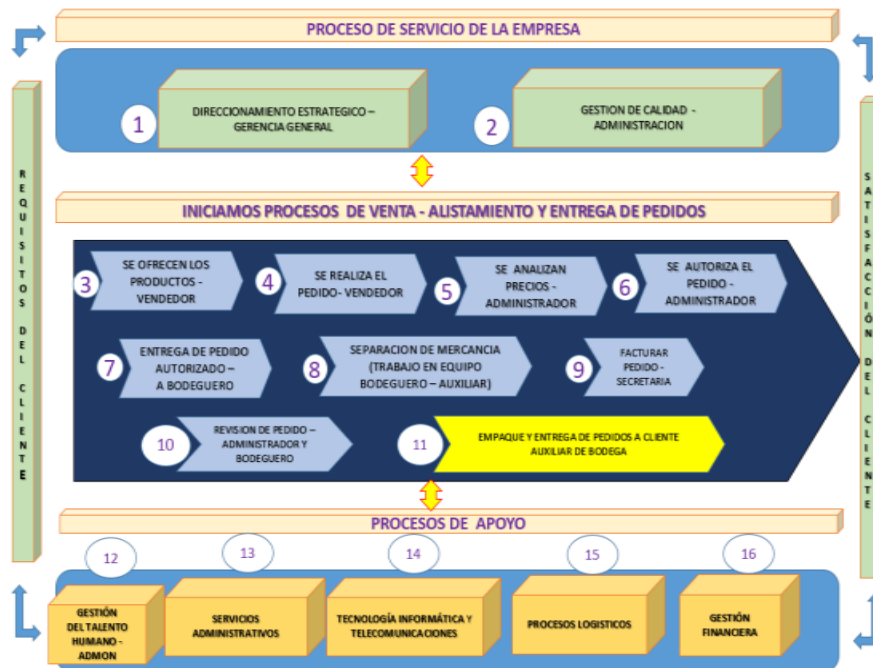 PROCESO DE SERVICIO DE LA EMPRESA
REQUISITOS DEL CLIENTE
1
DIRECCIONAMIENTO ESTRATEGICO –
GERENCIA GENERAL
2
GESTION DE CALIDAD -
ADMINISTRACION
SATISFACCIÓN DEL CLIENTE
INICIAMOS PROCESOS DE VENTA - ALISTAMIENTO Y ENTREGA DE PEDIDOS
3
SE OFRECEN LOS
PRODUCTOS -
VENDEDOR
4
SE REALIZA EL
PEDIDO- VENDEDOR
5
SE ANALIZAN
PRECIOS -
ADMINISTRADOR
6
SE AUTORIZA EL
PEDIDO -
ADMINISTRADOR
7
ENTREGA DE PEDIDO
AUTORIZADO –
A BODEGUERO
8
SEPARACION DE MERCANCIA
(TRABAJO EN EQUIPO
BODEGUERO – AUXILIAR)
9
FACTURAR
PEDIDO -
SECRETARIA
10
REVISION DE PEDIDO –
ADMINISTRADOR Y
BODEGUERO
11
EMPAQUE Y ENTREGA DE PEDIDOS A CLIENTE
AUXILIAR DE BODEGA
PROCESOS DE APOYO
12
GESTIÓN
DEL TALENTO
HUMANO -
ADMON
13
SERVICIOS
ADMINISTRATIVOS
14
TECNOLOGÍA INFORMÁTICA Y
TELECOMUNICACIONES
15
PROCESOS LOGISTICOS
16
GESTIÓN
FINANCIERA